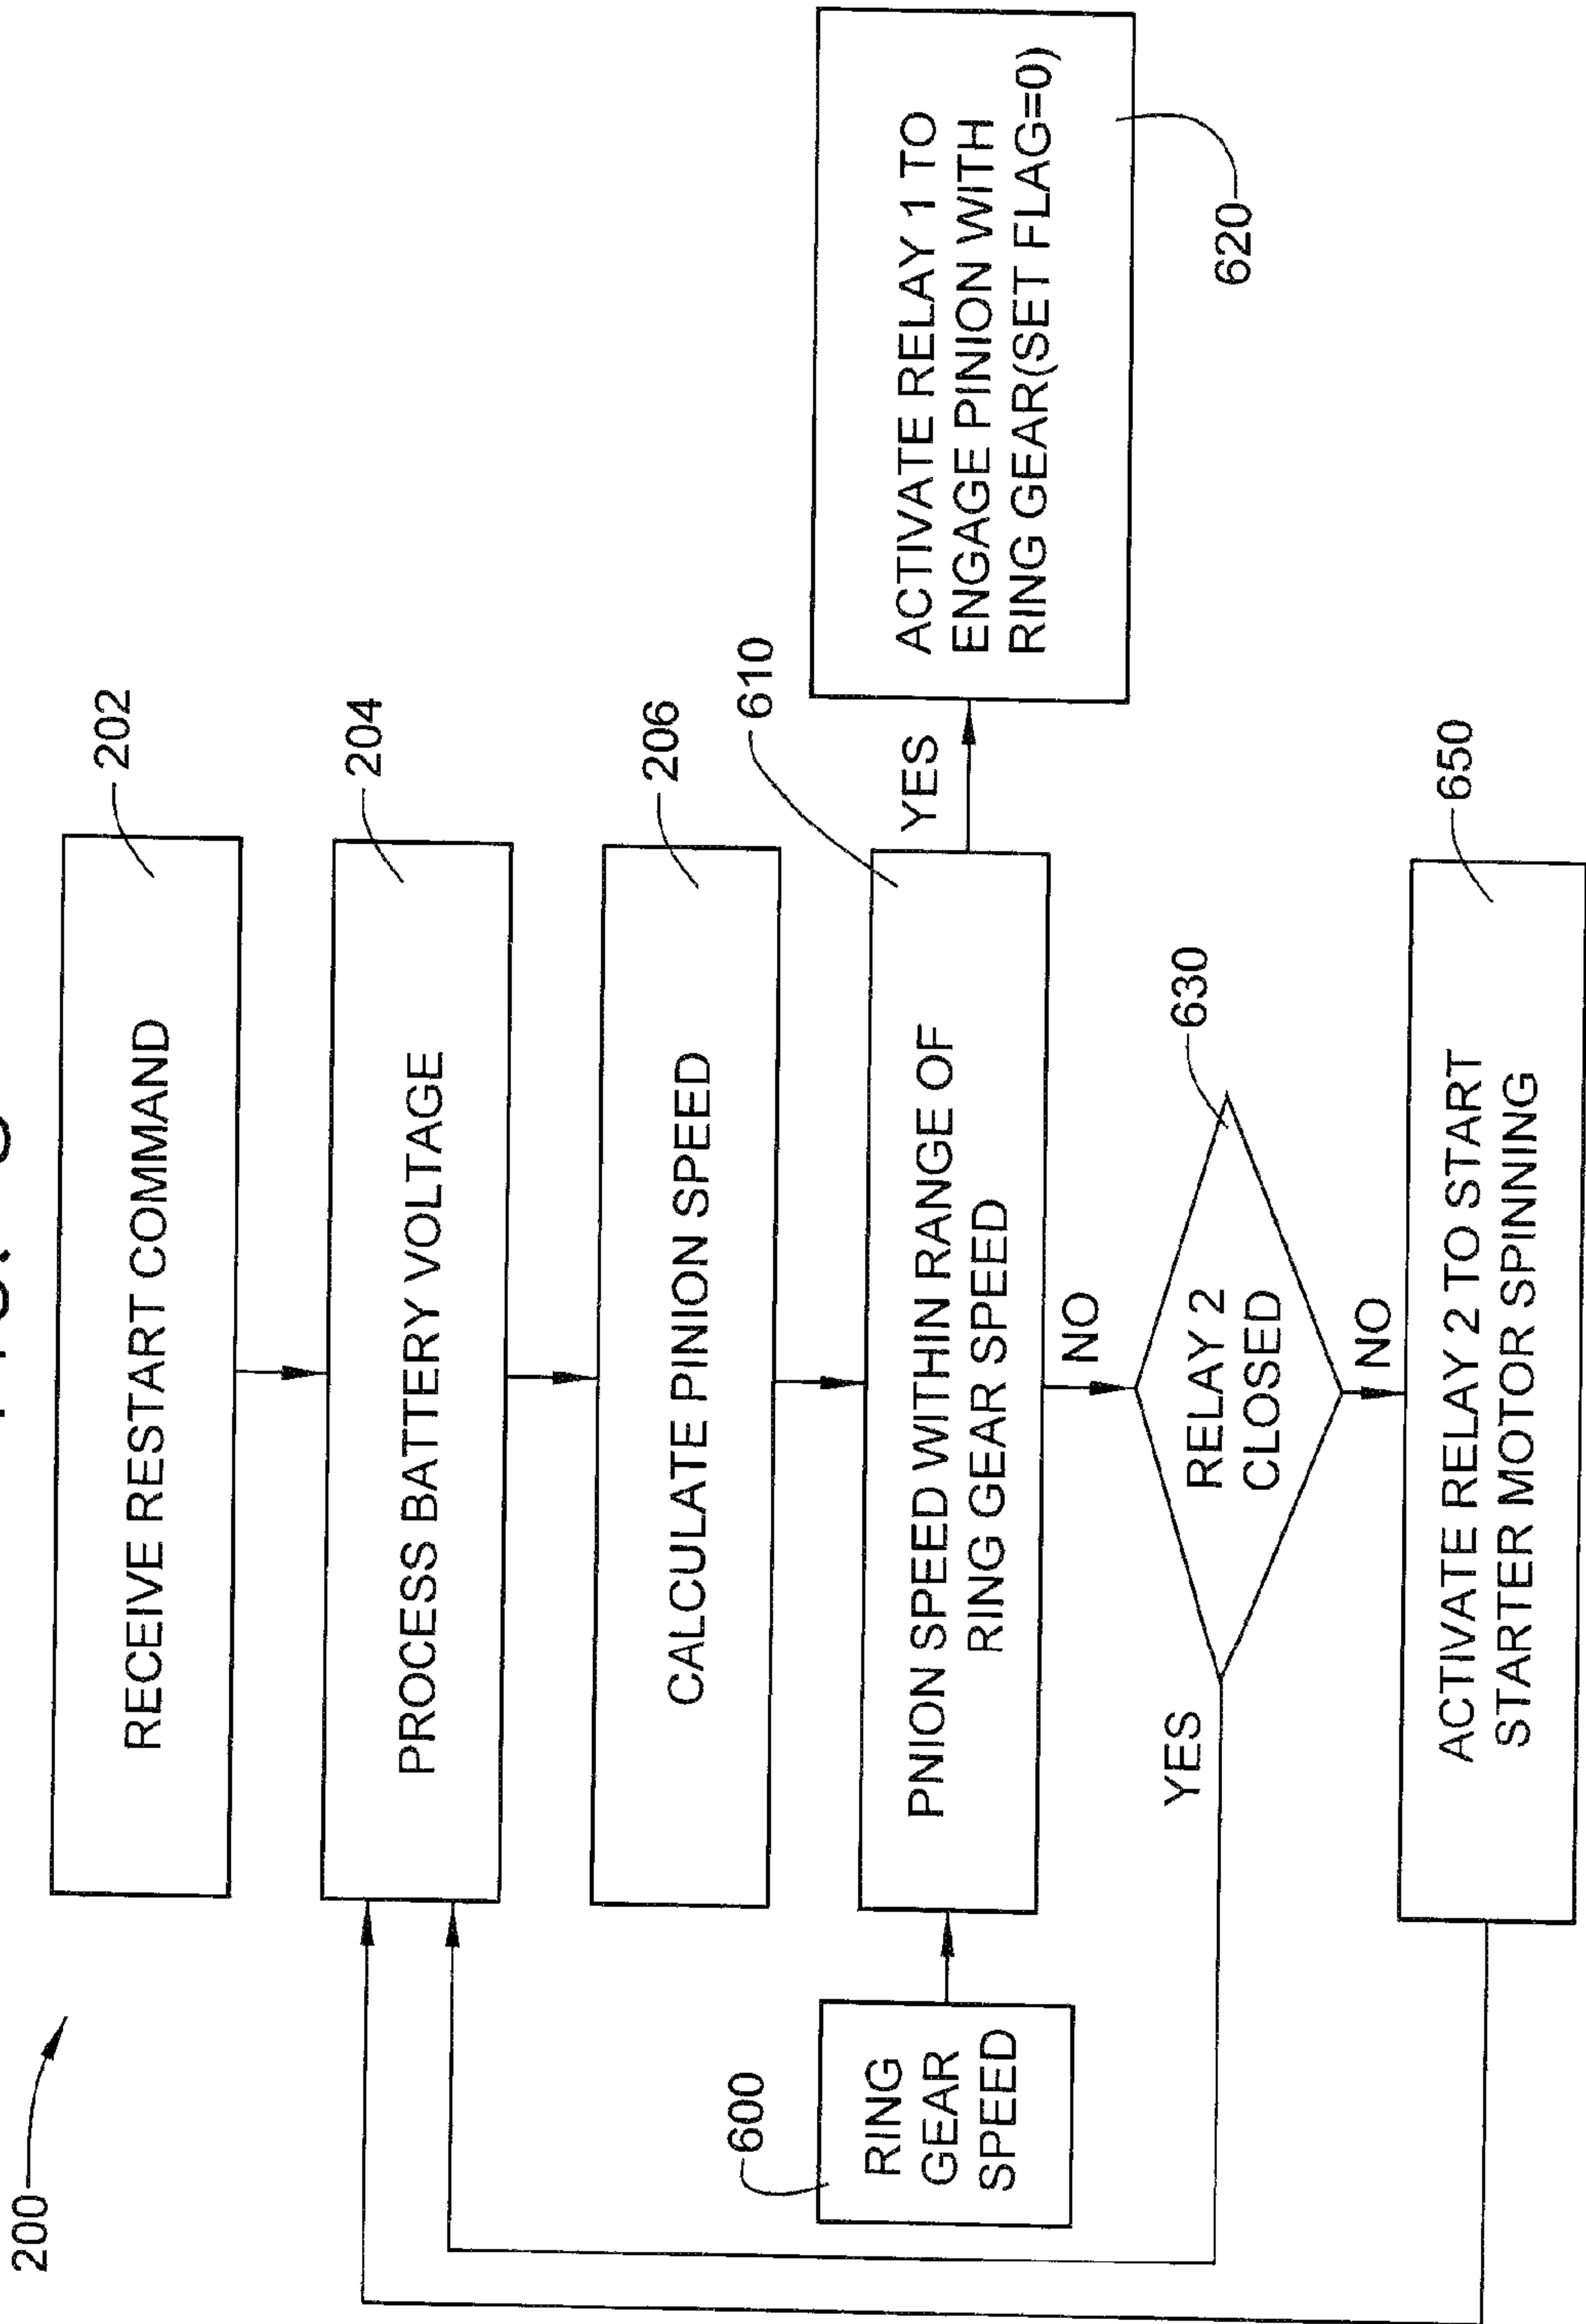 200
RECEIVE RESTART COMMAND
202
PROCESS BATTERY VOLTAGE
204
CALCULATE PINION SPEED
206
600
RING
GEAR
SPEED
PNION SPEED WITHIN RANGE OF
RING GEAR SPEED
610
YES
ACTIVATE RELAY 1 TO
ENGAGE PINION WITH
RING GEAR(SET FLAG=0)
620
NO
YES
RELAY 2
CLOSED
630
NO
ACTIVATE RELAY 2 TO START
STARTER MOTOR SPINNING
650